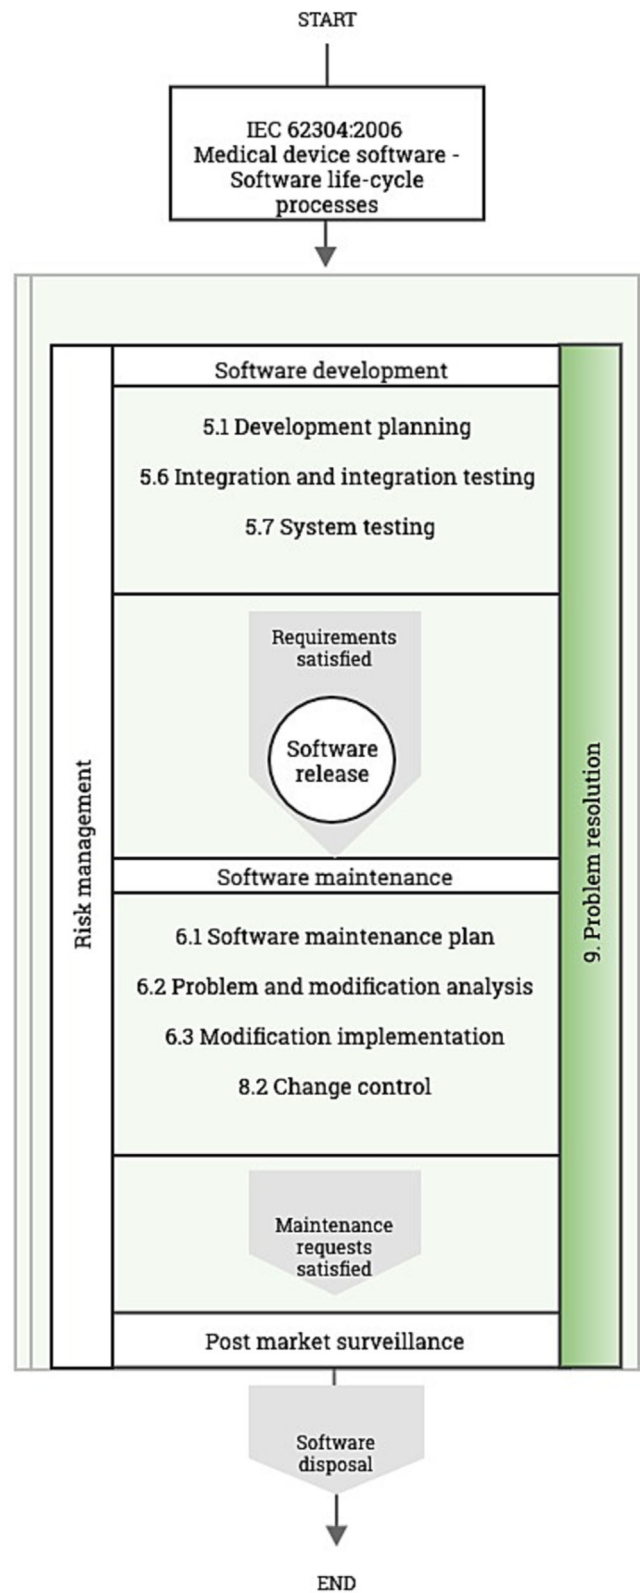 START
IEC 62304:2006
Medical device software -
Software life-cycle
processes
Software development
5.1 Development planning
5.6 Integration and integration testing
5.7 System testing
Requirements
satisfied
Software
release
Risk management
9. Problem resolution
Software maintenance
6.1 Software maintenance plan
6.2 Problem and modification analysis
6.3 Modification implementation
8.2 Change control
Maintenance
requests
satisfied
Post market surveillance
Software
disposal
END